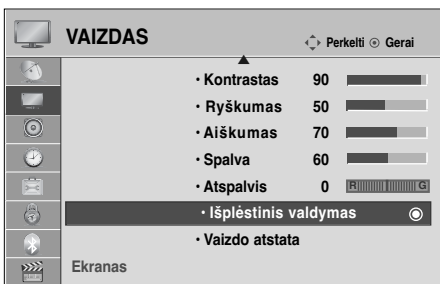 VAIZDAS
Perkelti Gerai
• Kontrastas 90
• Ryškumas 50
• Aiškumas 70
• Spalva 60
• Atspalvis 0 R G
• Išplėstinis valdymas
• Vaizdo atstata
Ekranas